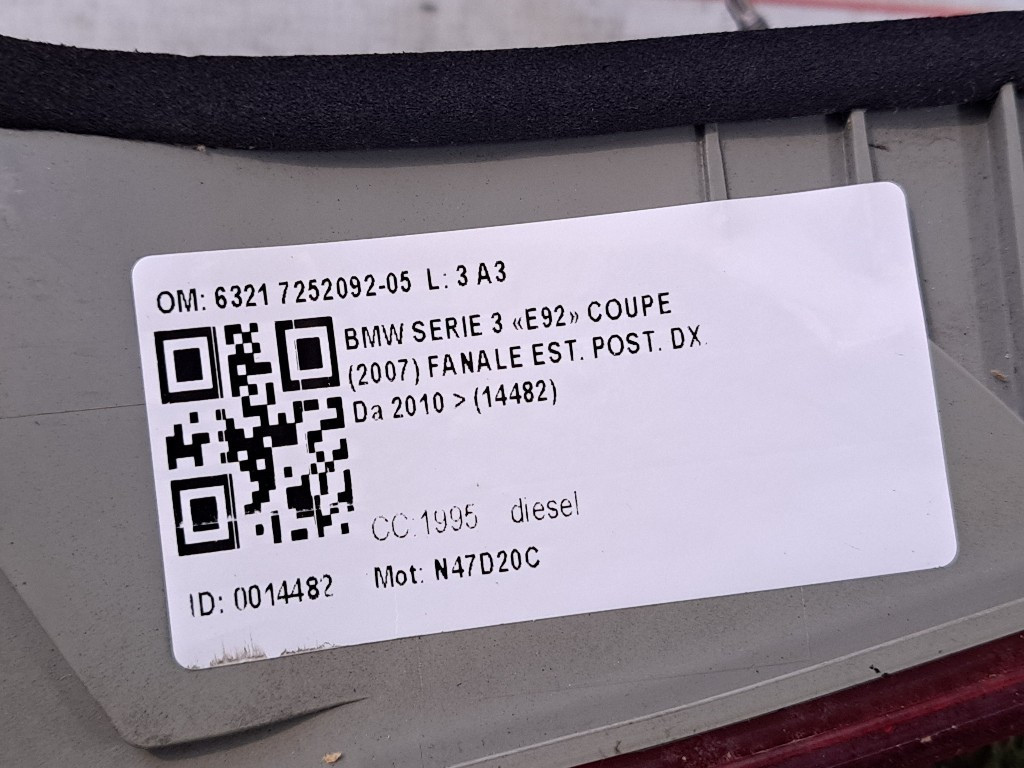 OM: 6321 7252092-05 L: 3 A3
BMW SERIE 3 «E92» COUPE
(2007) FANALE EST. POST. DX.
Da 2010 > (14482)
CC:1995 diesel
ID: 0014482 Mot: N47D20C